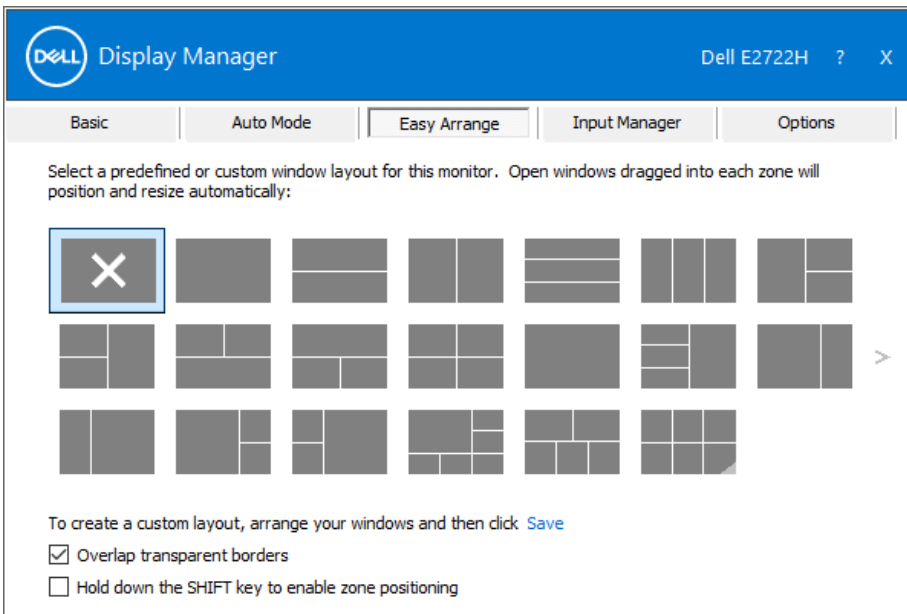 DELL Display Manager Dell E2722H ? X
Basic Auto Mode Easy Arrange Input Manager Options
Select a predefined or custom window layout for this monitor. Open windows dragged into each zone will
position and resize automatically:
>
To create a custom layout, arrange your windows and then click Save
Overlap transparent borders
Hold down the SHIFT key to enable zone positioning